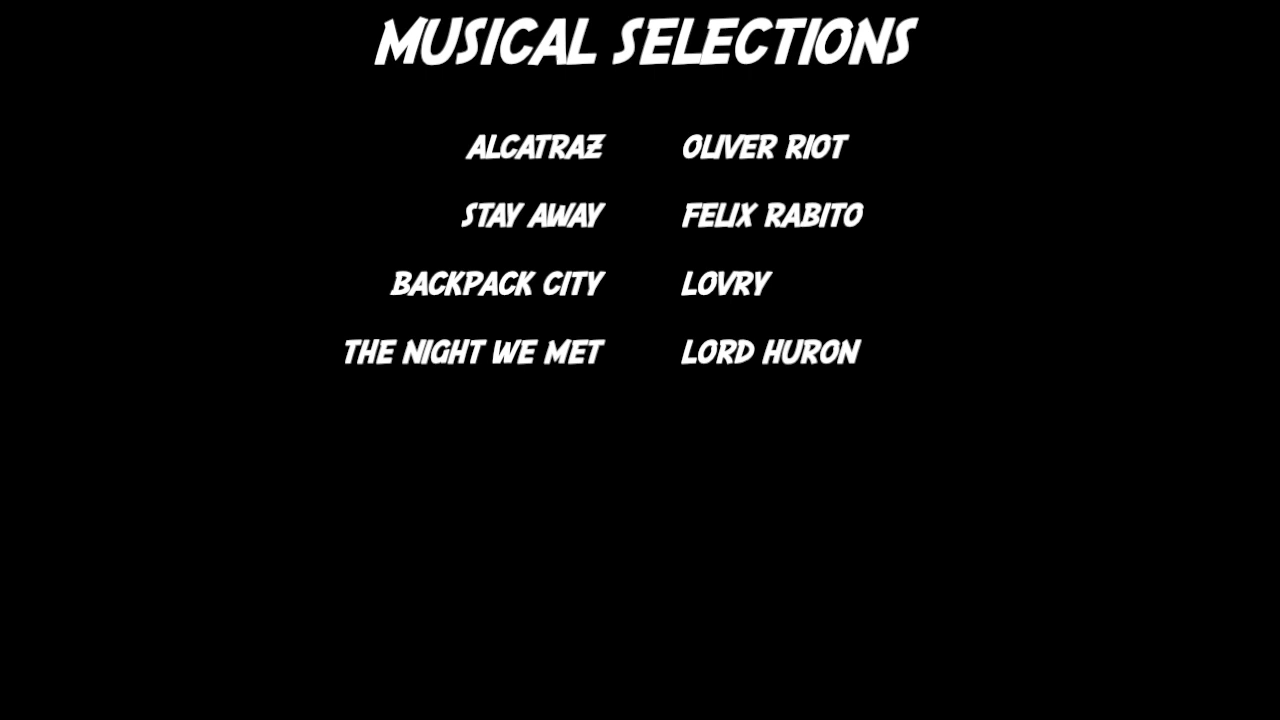 MUSICAL SELECTIONS
ALCATRAZ OLIVER RIOT
STAY AWAY FELIX RABITO
BACKPACK CITY LOVRY
THE NIGHT WE MET LORD HURON